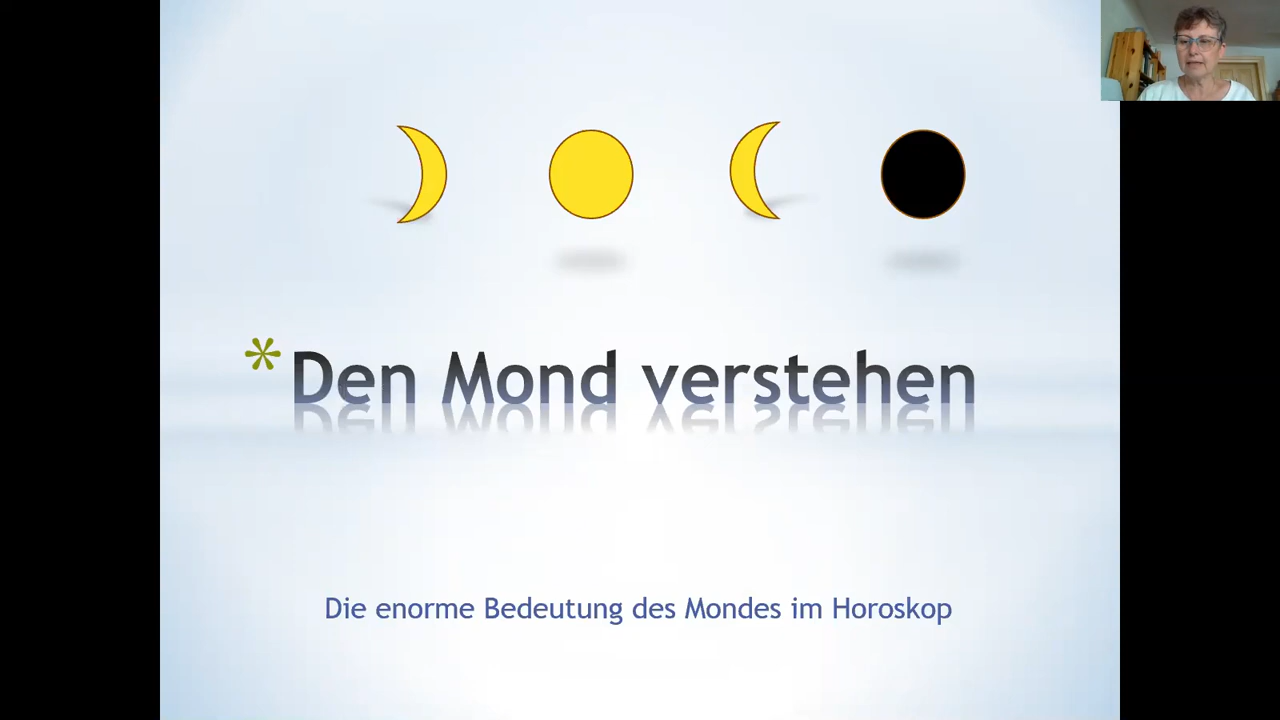 * Den Mond verstehen
Die enorme Bedeutung des Mondes im Horoskop